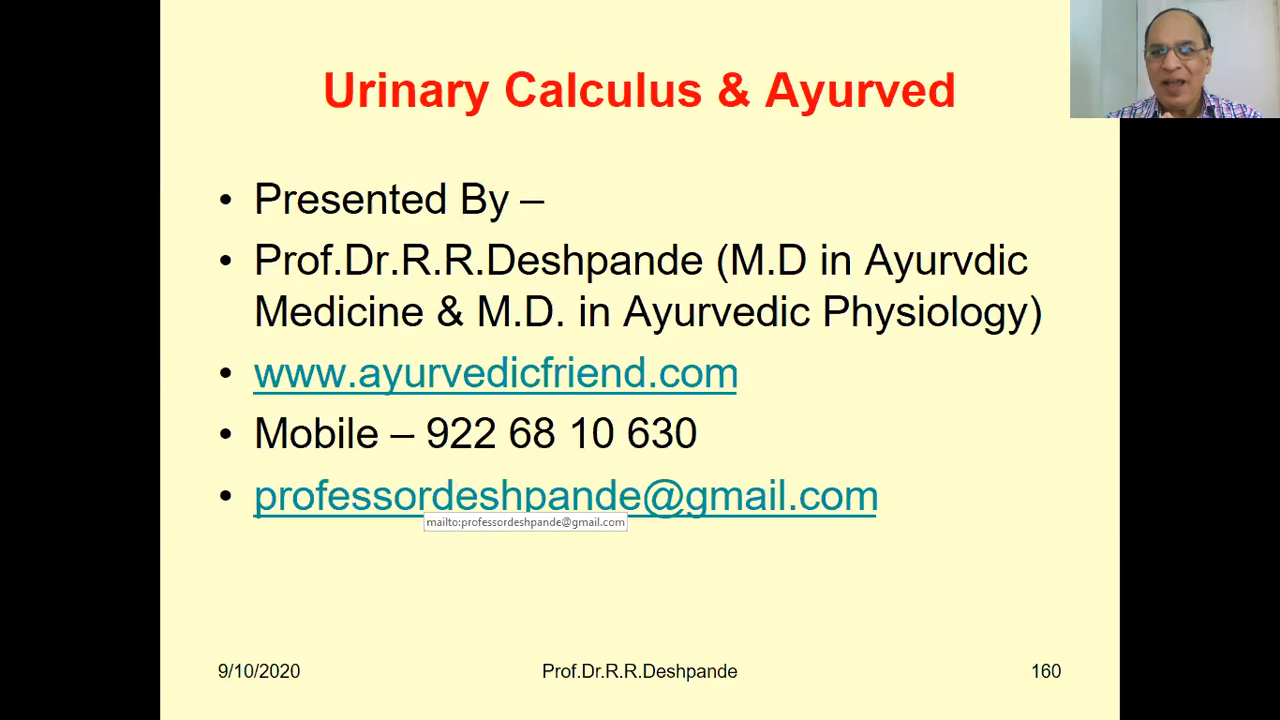 Urinary Calculus & Ayurved
• Presented By –
• Prof.Dr.R.R.Deshpande (M.D in Ayurvdic
Medicine & M.D. in Ayurvedic Physiology)
• www.ayurvedicfriend.com
• Mobile – 922 68 10 630
• professordeshpande@gmail.com
mailto:professordeshpande@gmail.com
9/10/2020 Prof.Dr.R.R.Deshpande 160